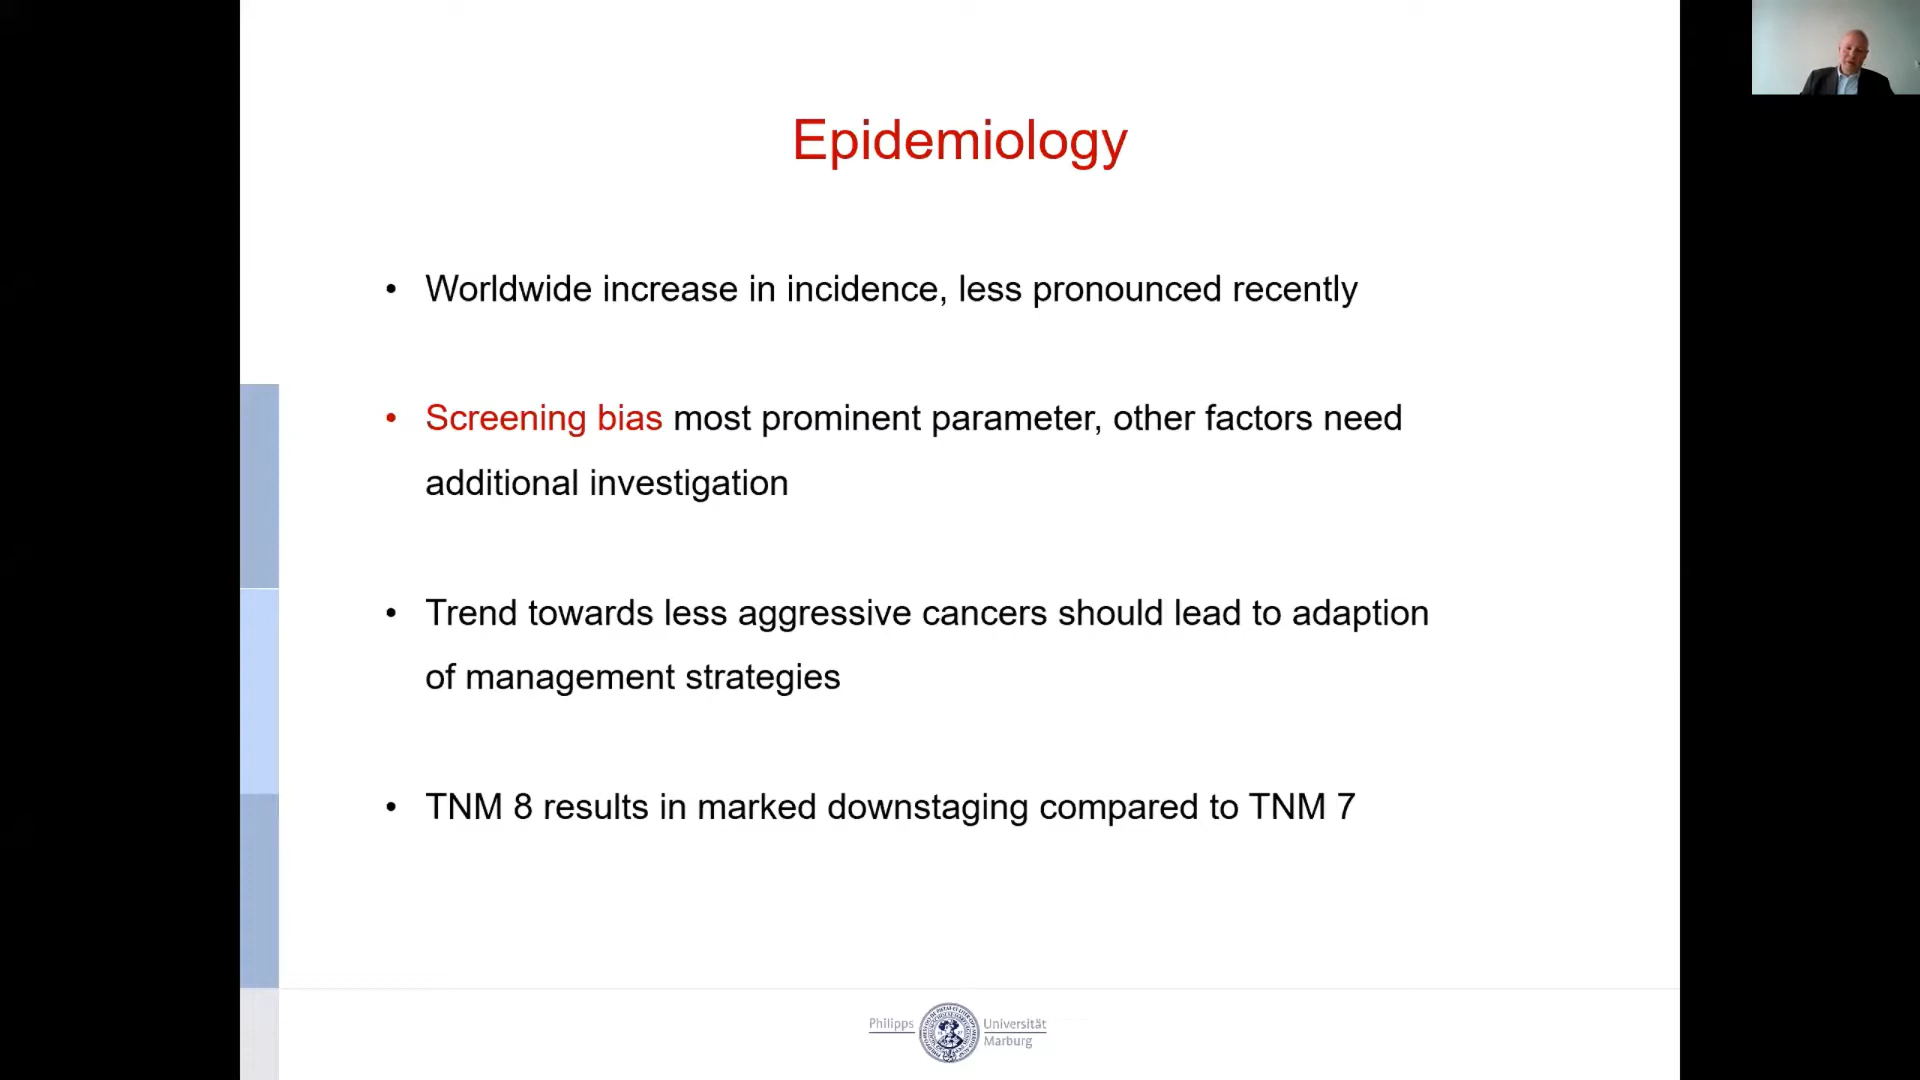 Epidemiology
• Worldwide increase in incidence, less pronounced recently
• Screening bias most prominent parameter, other factors need
additional investigation
• Trend towards less aggressive cancers should lead to adaption
of management strategies
• TNM 8 results in marked downstaging compared to TNM 7
Philipps Universität
Marburg